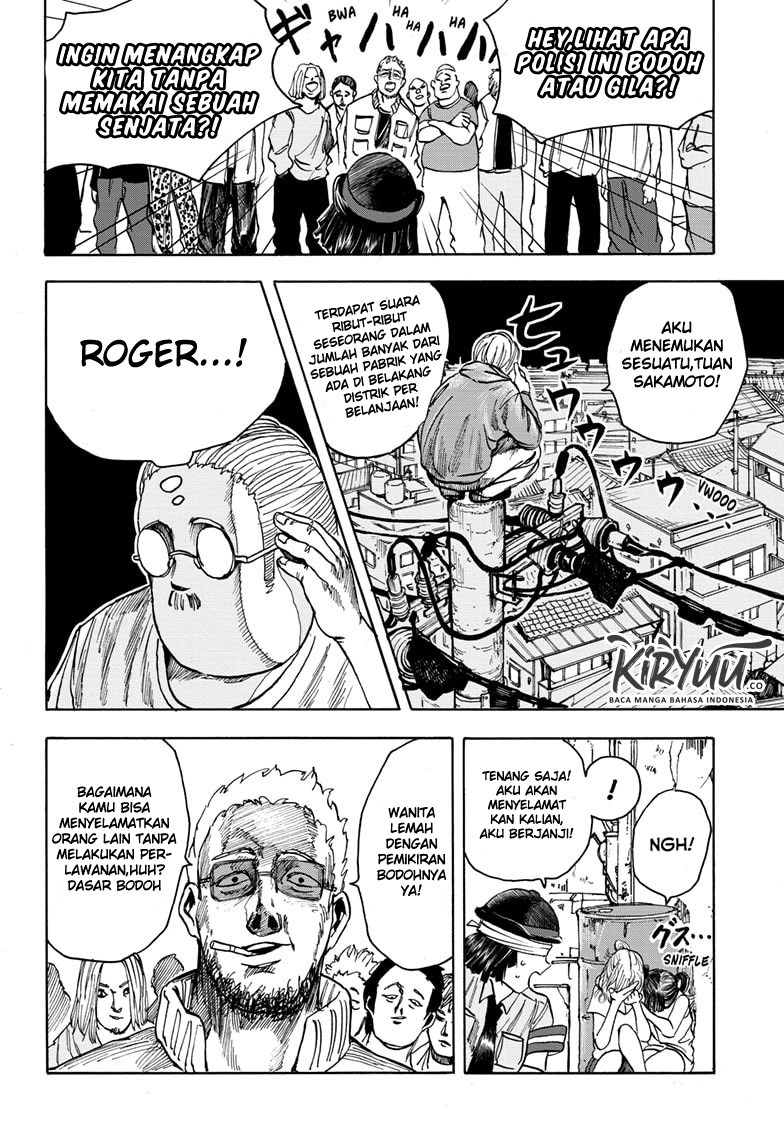 HEY,LIHAT APA
POLISI INI BODOH
ATAU GILA?!
BWA
HA
HA
HA
ギャハハハハ
INGIN MENANGKAP
KITA TANPA
MEMAKAI SEBUAH
SENJATA?!
AKU
MENEMUKAN
SESUATU,TUAN
SAKAMOTO!
ヒュウウウウ
VWOOO
TERDAPAT SUARA
RIBUT-RIBUT
SESEORANG DALAM
JUMLAH BANYAK DARI
SEBUAH PABRIK YANG
ADA DI BELAKANG
DISTRIK PER
BELANJAAN!
ROGER...!
KIRYUU.CO
BACA MANGA BAHASA INDONESIA
NGH!
!
グス…
SNIFFLE
TENANG SAJA!
AKU AKAN
MENYELAMAT
KAN KALIAN,
AKU BERJANJI!
WANITA
LEMAH
DENGAN
PEMIKIRAN
BODOHNYA
YA!
BAGAIMANA
KAMU BISA
MENYELAMATKAN
ORANG LAIN TANPA
MELAKUKAN PER-
LAWANAN,HUH?
DASAR BODOH